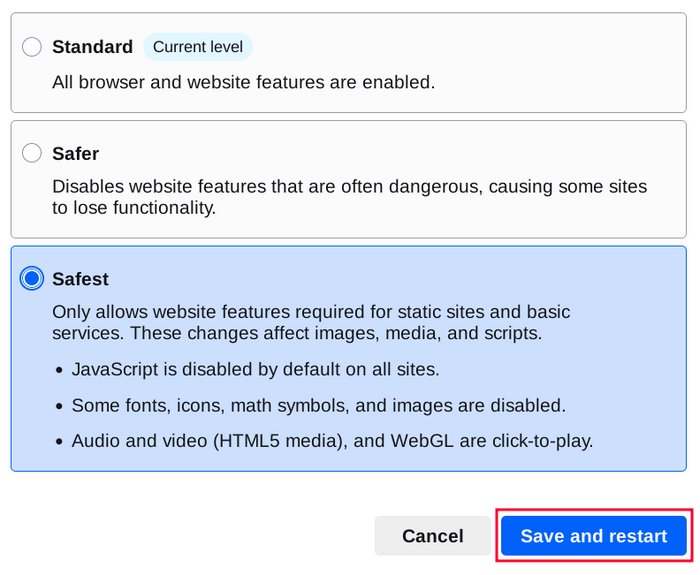 Standard Current level
All browser and website features are enabled.
Safer
Disables website features that are often dangerous, causing some sites
to lose functionality.
Safest
Only allows website features required for static sites and basic
services. These changes affect images, media, and scripts.
• JavaScript is disabled by default on all sites.
• Some fonts, icons, math symbols, and images are disabled.
• Audio and video (HTML5 media), and WebGL are click-to-play.
Cancel Save and restart